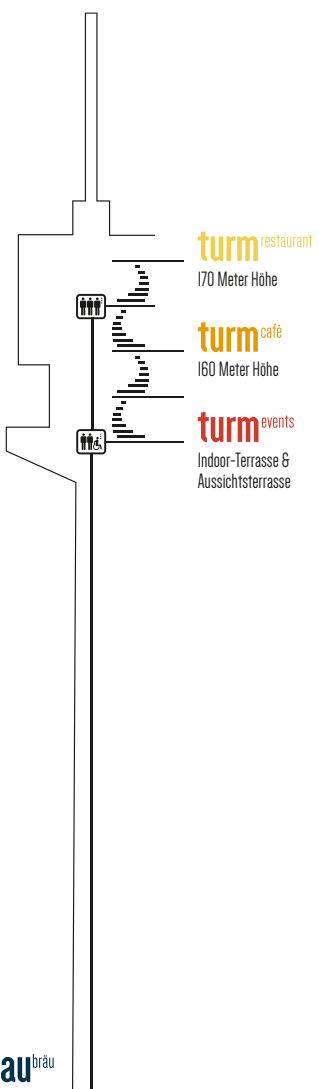 turm restaurant
170 Meter Höhe
turm café
160 Meter Höhe
turm events
Indoor-Terrasse &
Aussichtsterrasse
au bräu